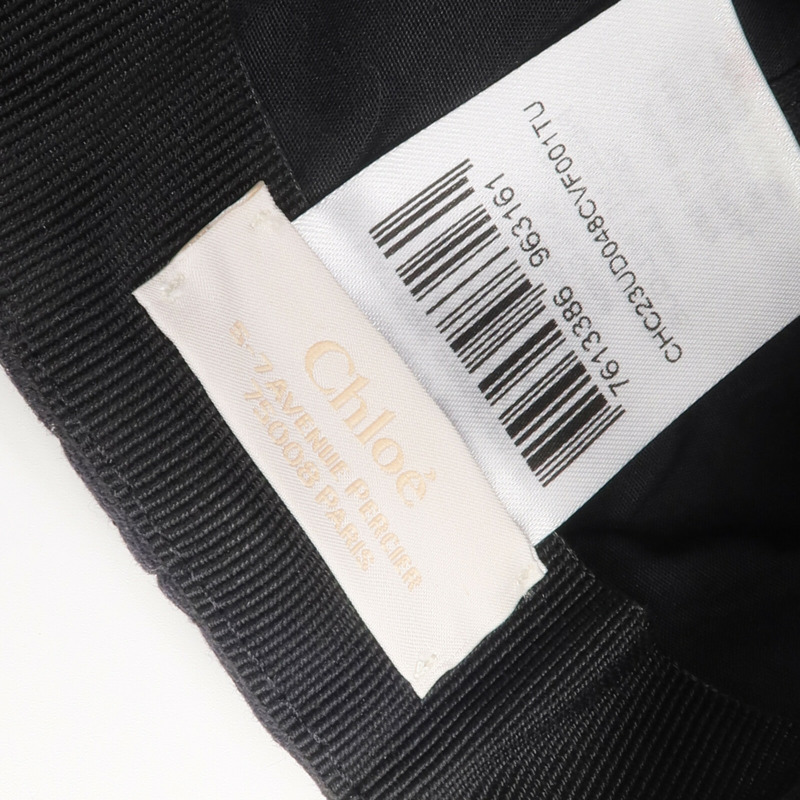 Chloé
5-7 AVENUE PERCIER
75008 PARIS
7613386 963161
CHC23UD048CVF001TU